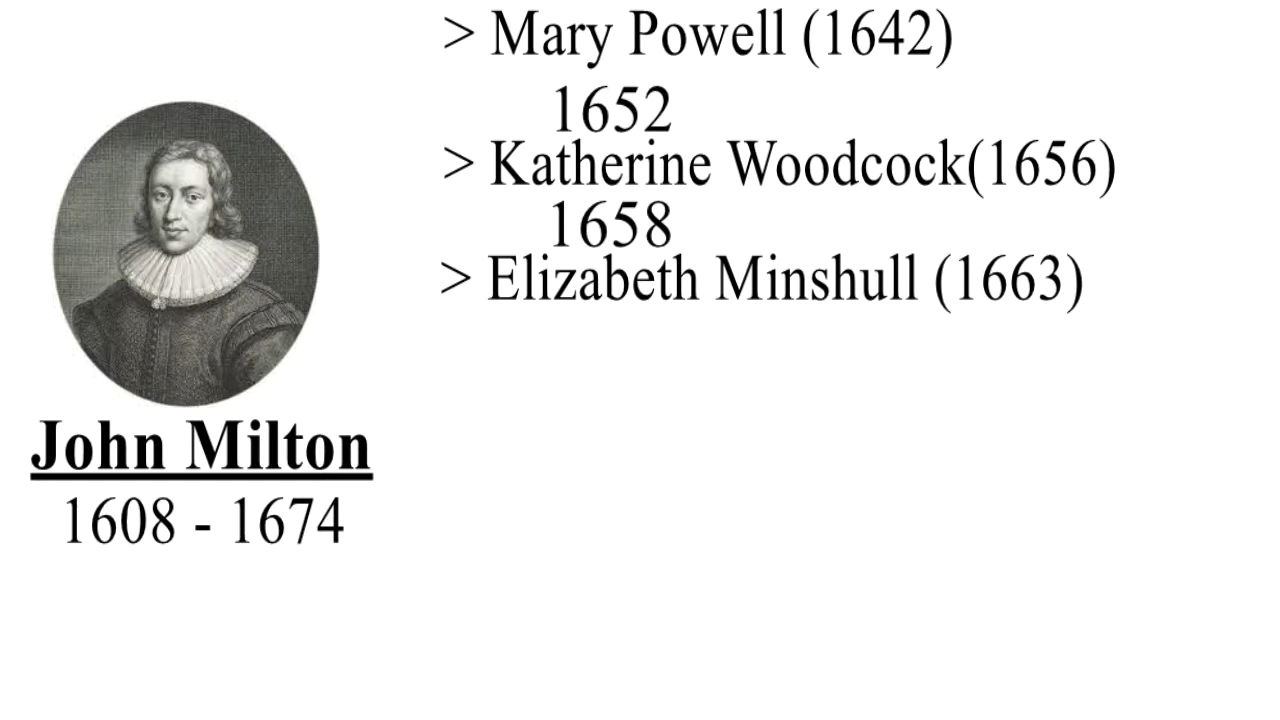 > Mary Powell (1642)
1652
> Katherine Woodcock(1656)
1658
> Elizabeth Minshull (1663)
John Milton
1608 - 1674